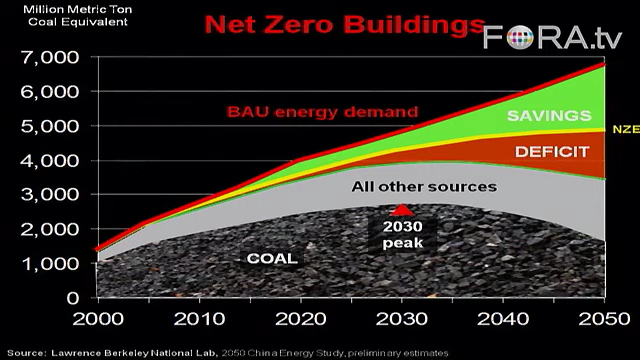 Million Metric Ton
Coal Equivalent
Net Zero Buildings
FORA.tv
7,000
6,000
5,000
4,000
3,000
2,000
1,000
0
BAU energy demand
SAVINGS
NZE
DEFICIT
All other sources
2030
peak
COAL
2000
2010
2020
2030
2040
2050
Source: Lawrence Berkeley National Lab, 2050 China Energy Study, preliminary estimates